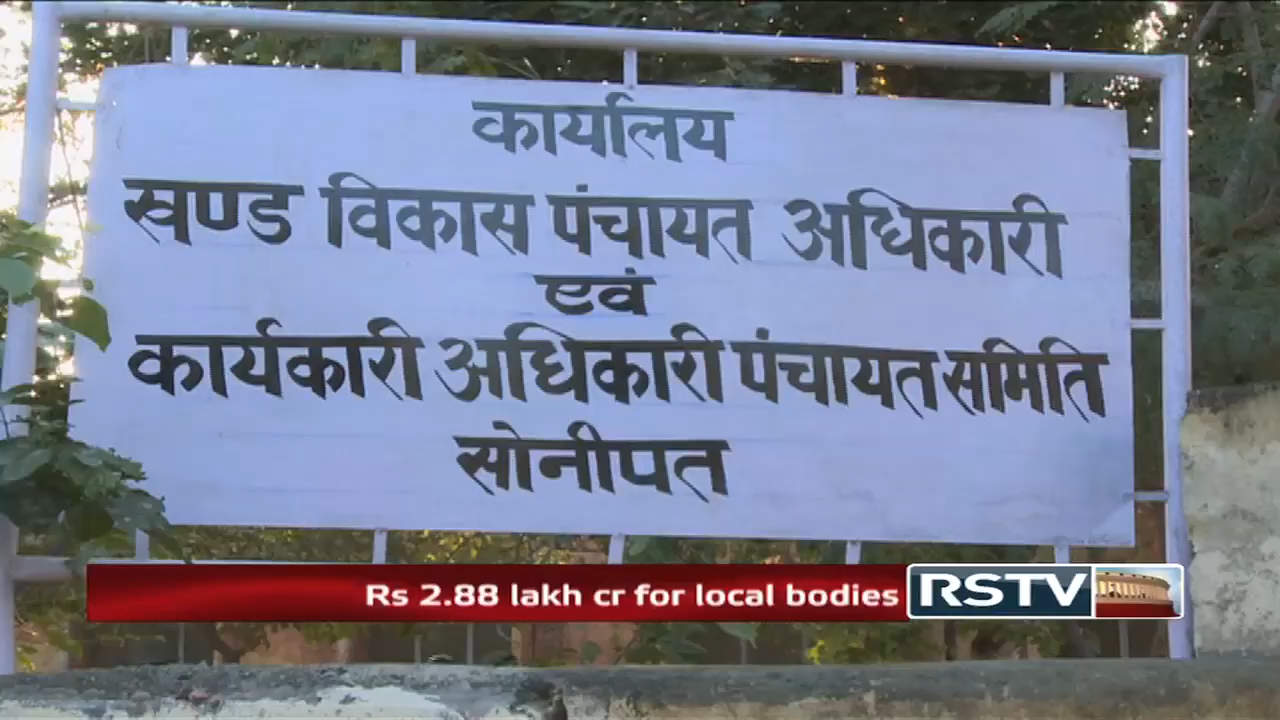 कार्यालय
खण्ड विकास पंचायत अधिकारी
एवं
कार्यकारी अधिकारी पंचायत समिति
सोनीपत
Rs 2.88 lakh cr for local bodies
RSTV